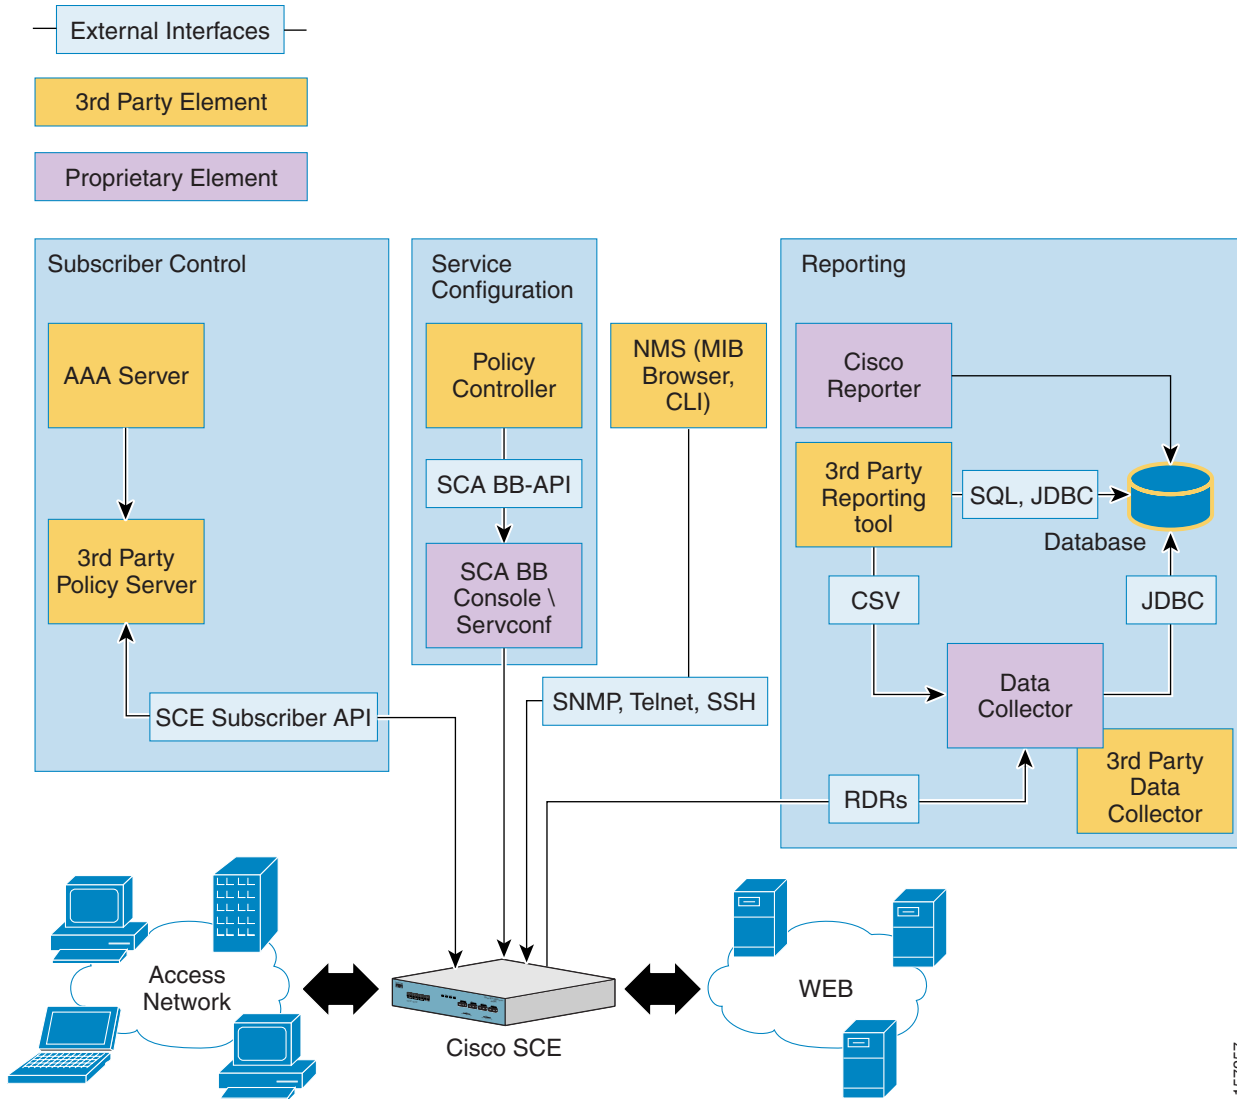 External Interfaces
3rd Party Element
Proprietary Element
Subscriber Control
AAA Server
3rd Party
Policy Server
SCE Subscriber API
Service
Configuration
Policy
Controller
SCA BB-API
SCA BB
Console \
Servconf
NMS (MIB
Browser,
CLI)
SNMP, Telnet, SSH
Reporting
Cisco
Reporter
3rd Party
Reporting
tool
SQL, JDBC
Database
CSV
JDBC
Data
Collector
3rd Party
Data
Collector
RDRs
Access
Network
Cisco SCE
WEB